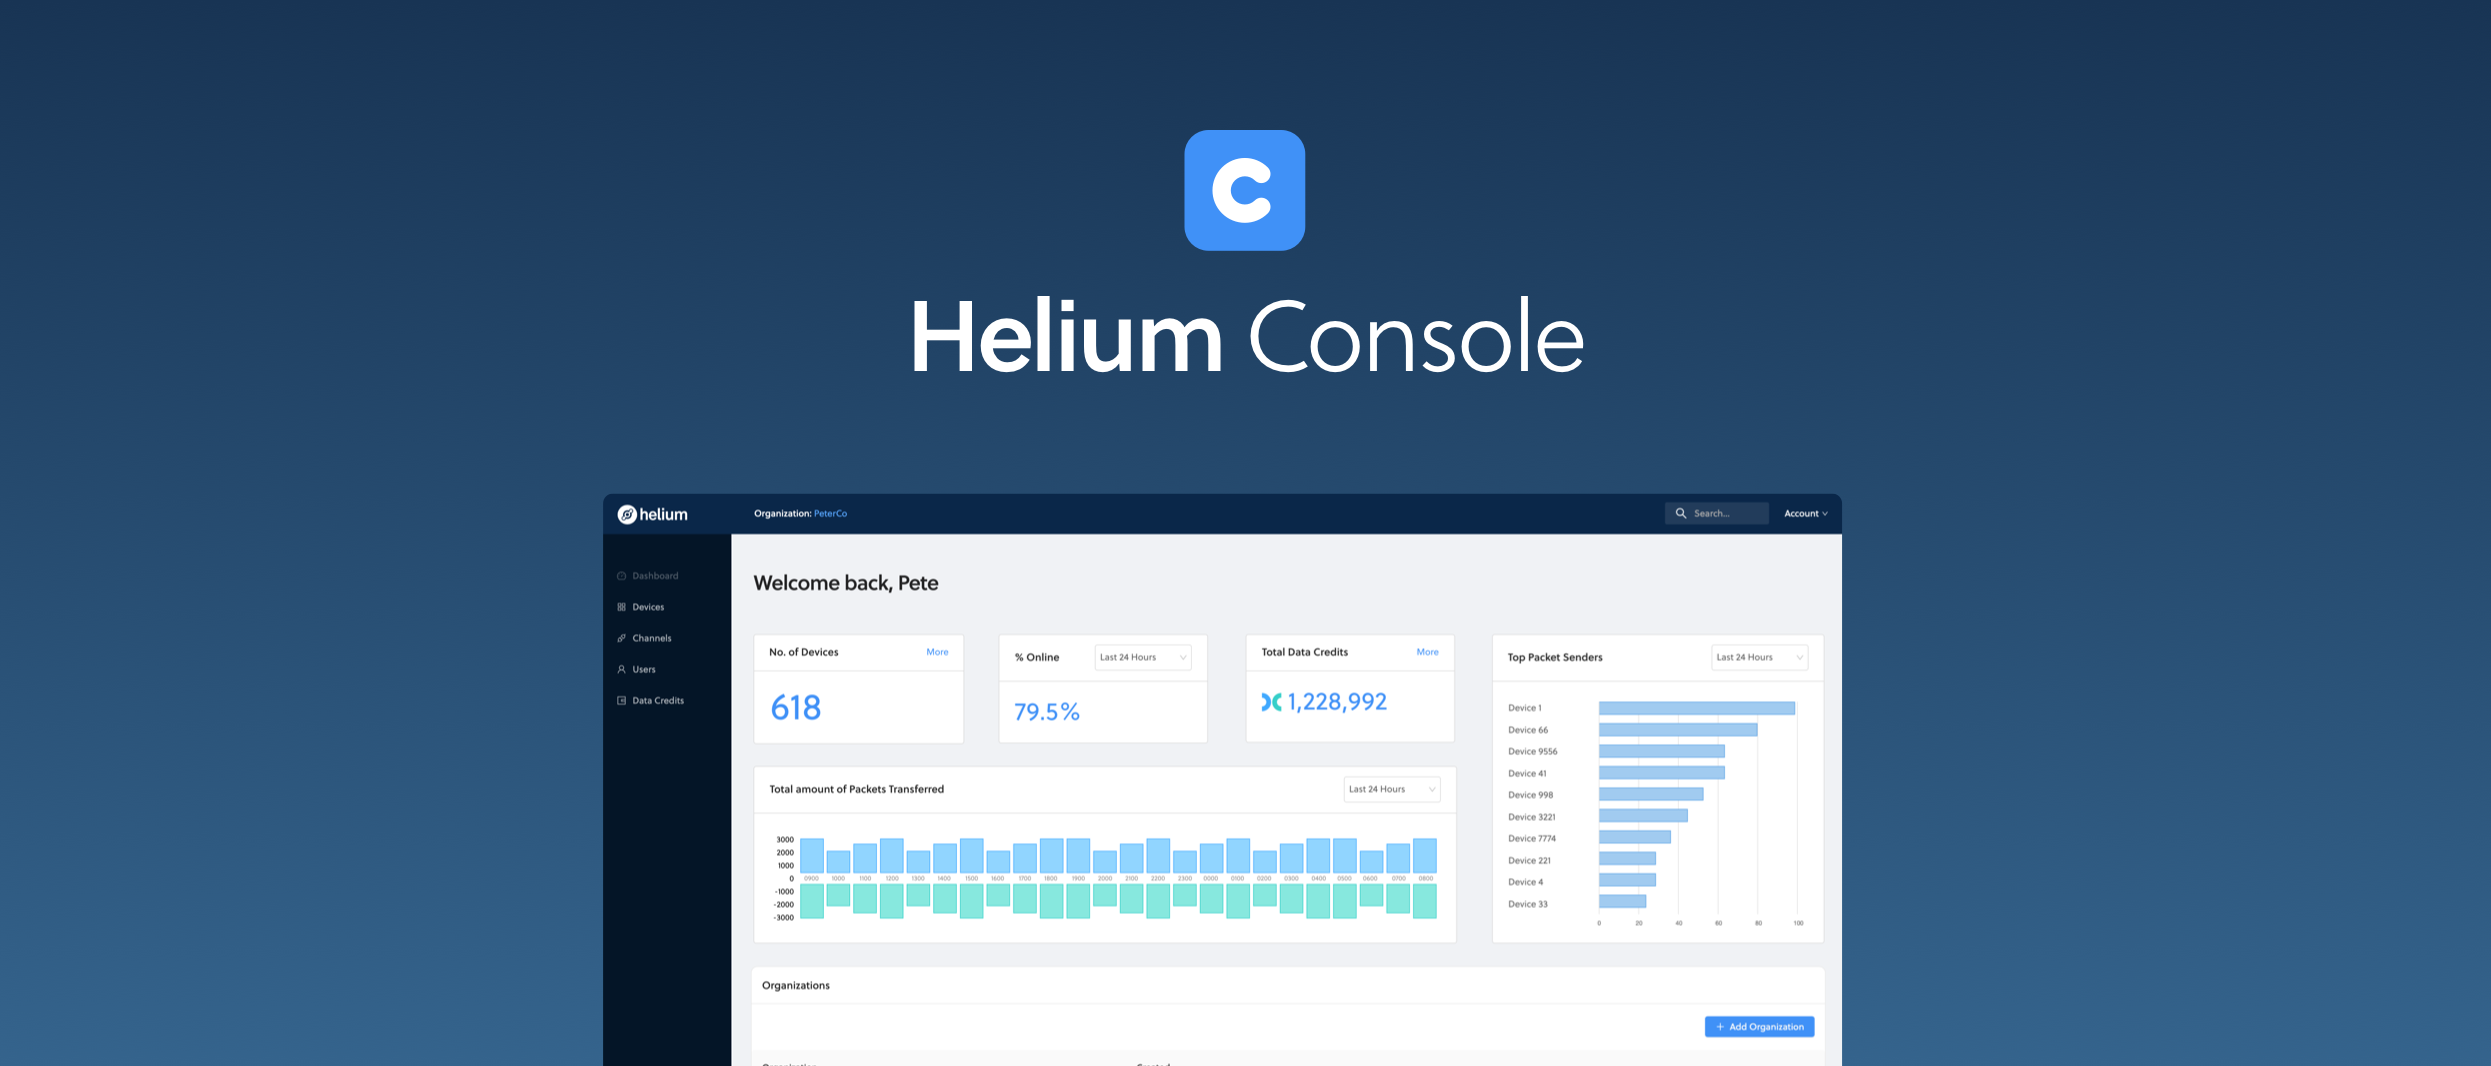 C
Helium Console
helium
Organization: PeterCo
Search...
Account
Dashboard
Devices
Channels
Users
Data Credits
Welcome back, Pete
No. of Devices
More
618
% Online
Last 24 Hours
79.5%
Total Data Credits
More
1,228,992
Top Packet Senders
Last 24 Hours
Device 1
Device 66
Device 9556
Device 41
Device 998
Device 3221
Device 7774
Device 221
Device 4
Device 33
0 20 40 60 80 100
Total amount of Packets Transferred
Last 24 Hours
3000
2000
1000
0
-1000
-2000
-3000
0900 1000 1100 1200 1300 1400 1500 1600 1700 1800 1900 2000 2100 2200 2300 0000 0100 0200 0300 0400 0500 0600 0700 0800
Organizations
+ Add Organization